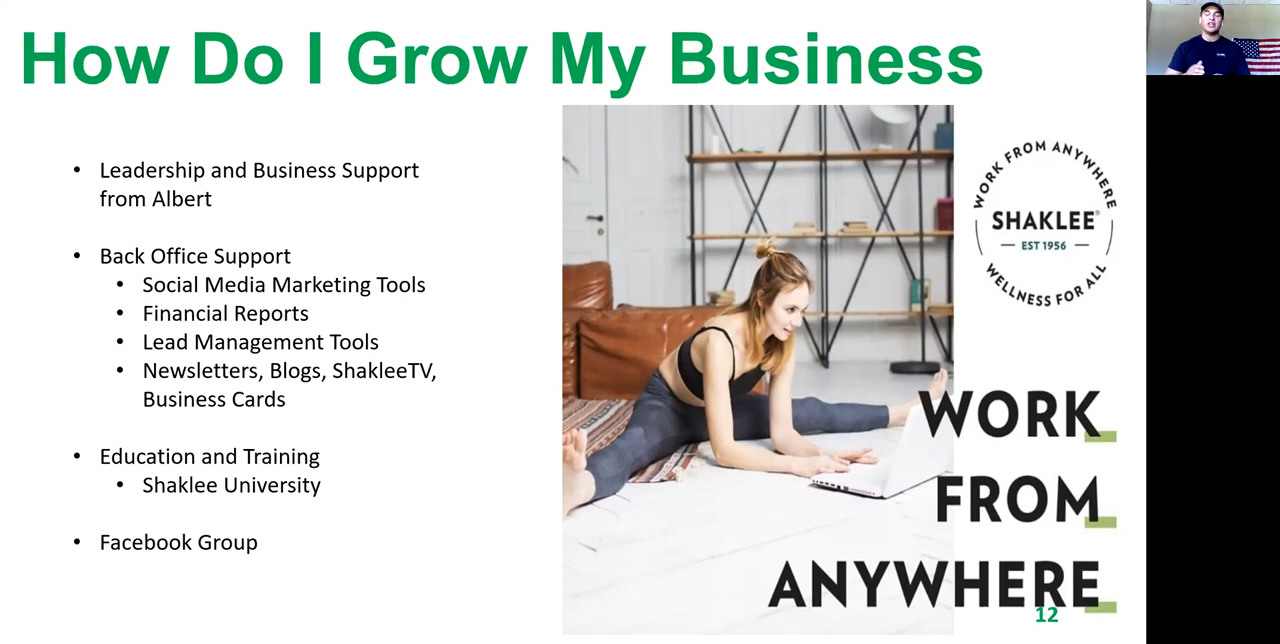 How Do I Grow My Business
• Leadership and Business Support
from Albert
• Back Office Support
• Social Media Marketing Tools
• Financial Reports
• Lead Management Tools
• Newsletters, Blogs, ShakleeTV,
Business Cards
• Education and Training
• Shaklee University
• Facebook Group
WORK FROM ANYWHERE
SHAKLEE®
EST 1956
WELLNESS FOR ALL
WORK
FROM
ANYWHERE
12